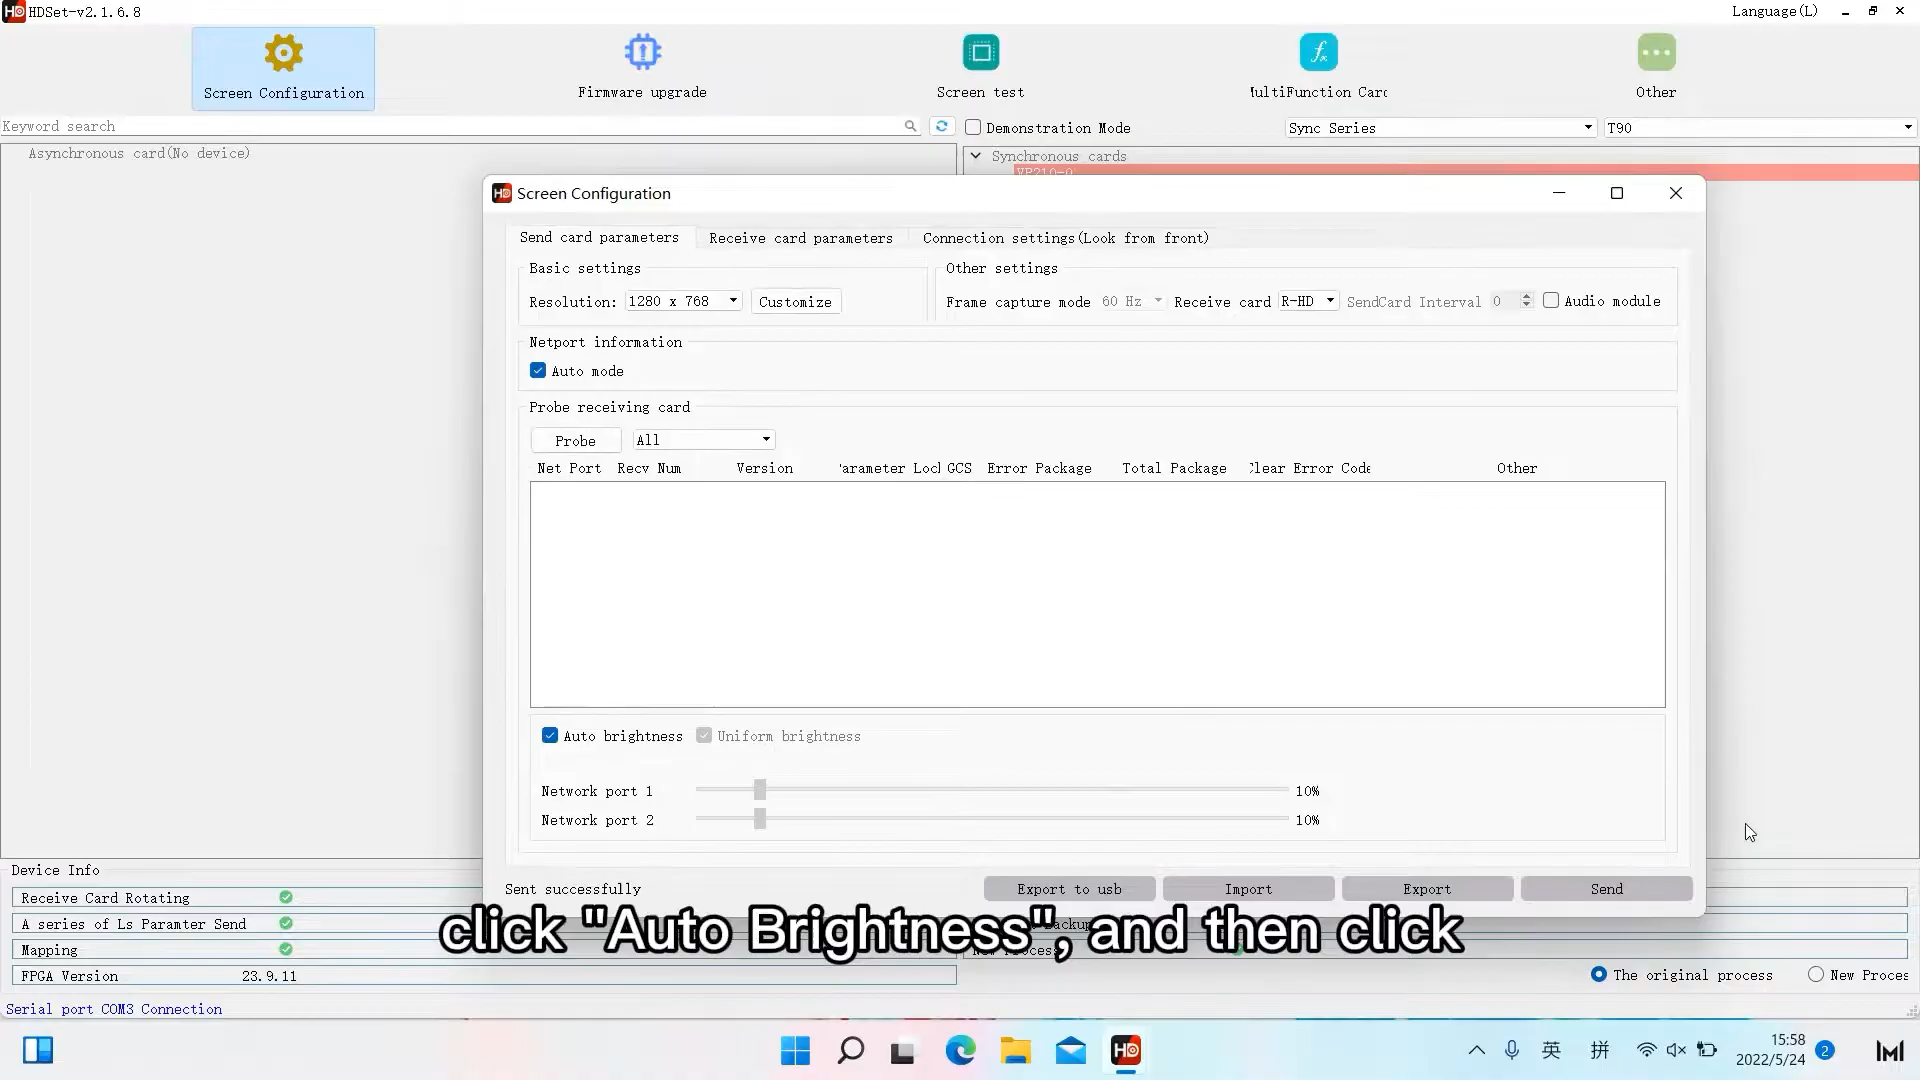 HDSet-v2.1.6.8
Language(L)
Screen Configuration
Firmware upgrade
Screen test
Other
Keyword search
Demonstration Mode
Sync Series
T90
Asynchronous card(No device)
Synchronous cards
Screen Configuration
Send card parameters
Receive card parameters
Connection settings(Look from front)
Basic settings
Other settings
Resolution: 1280 x 768
Customize
Frame capture mode 60 Hz
Receive card R-HD
SendCard Interval 0
Audio module
Netport information
Auto mode
Probe receiving card
Probe
All
Net Port
Recv Num
Version
GCS
Error Package
Total Package
Error Code
Other
Auto brightness
Uniform brightness
Network port 1
10%
Network port 2
10%
Sent successfully
Export to usb
Import
Export
Send
Device Info
Receive Card Rotating
A series of Ls Paramter Send
Mapping
FPGA Version
23.9.11
The original process
click "Auto Brightness", and then click
Serial port COM3 Connection
英
拼
15:58
2022/5/24
2